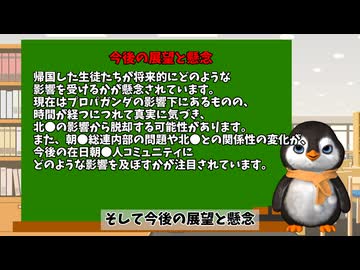 今後の展望と懸念
帰国した生徒たちが将来的にどのような
影響を受けるかが懸念されています。
現在はプロパガンダの影響下にあるものの、
時間が経つにつれて真実に気づき、
北●の影響から脱却する可能性があります。
また、朝●総連内部の問題や北●との関係性の変化が、
今後の在日朝●人コミュニティに
どのような影響を及ぼすかが注目されています。
そして今後の展望と懸念